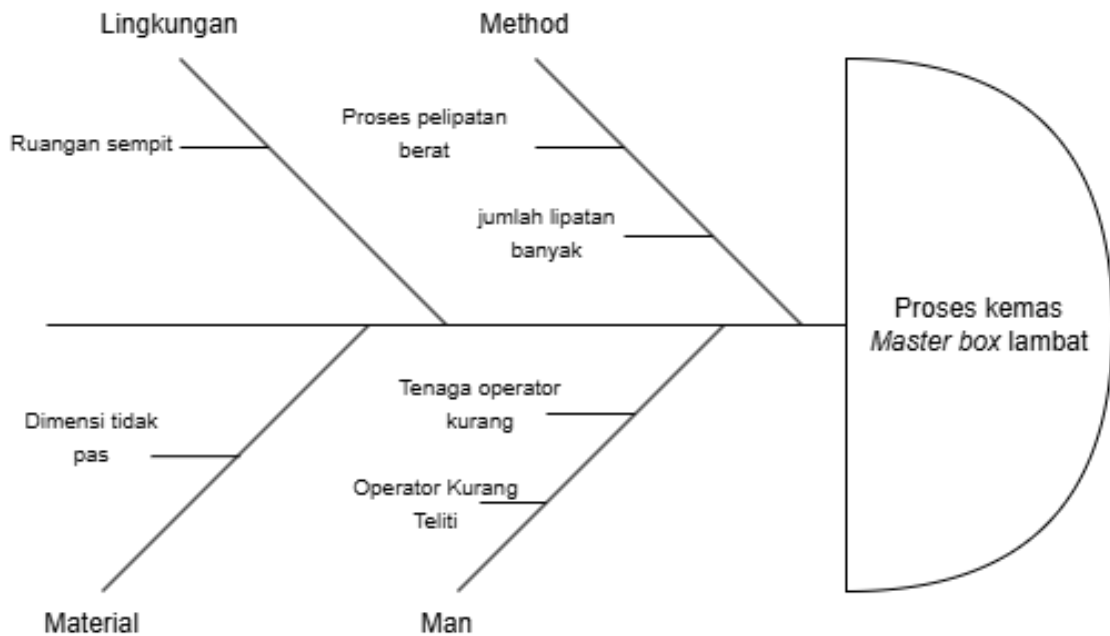 Lingkungan
Method
Ruangan sempit
Proses pelipatan
berat
jumlah lipatan
banyak
Proses kemas
Master box lambat
Dimensi tidak
pas
Tenaga operator
kurang
Operator Kurang
Teliti
Material
Man